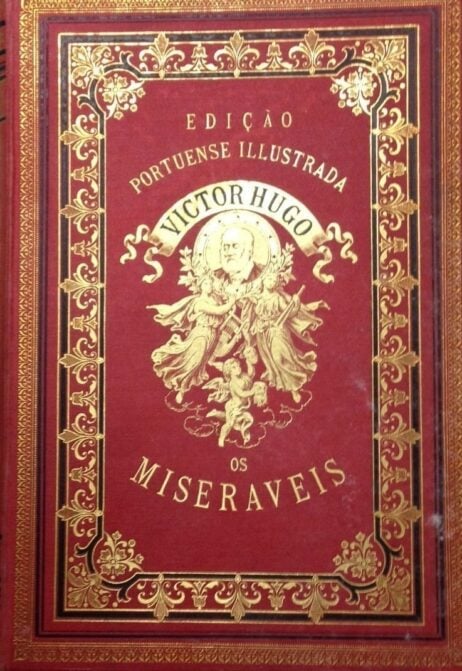 EDIÇÃO
PORTUENSE ILLUSTRADA
VICTOR HUGO
OS
MISERAVEIS